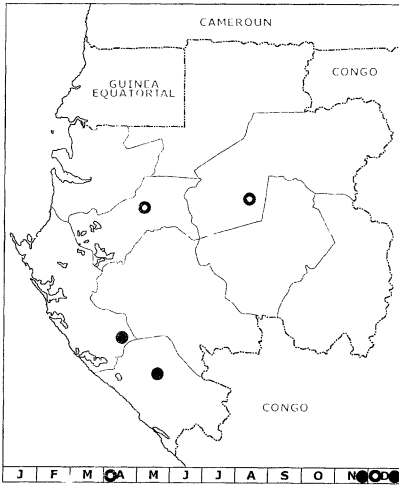 CAMEROUN
CONGO
GUINEA
EQUATORIAL
CONGO
J F M A M J J A S O N D